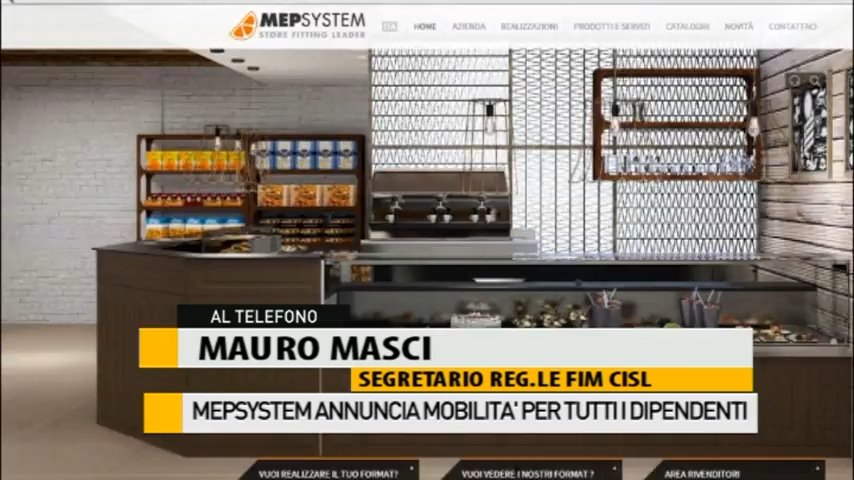 MEPSYSTEM
STORE FITTING LEADER
ITA HOME AZIENDA REALIZZAZIONI PRODOTTI E SERVIZI CATALOGHI NOVITÀ CONTATTACI
AL TELEFONO
MAURO MASCI
SEGRETARIO REG.LE FIM CISL
MEPSYSTEM ANNUNCIA MOBILITA' PER TUTTI I DIPENDENTI
VUOI REALIZZARE IL TUO FORMAT? VUOI VEDERE I NOSTRI FORMAT ? AREA RIVENDITORI